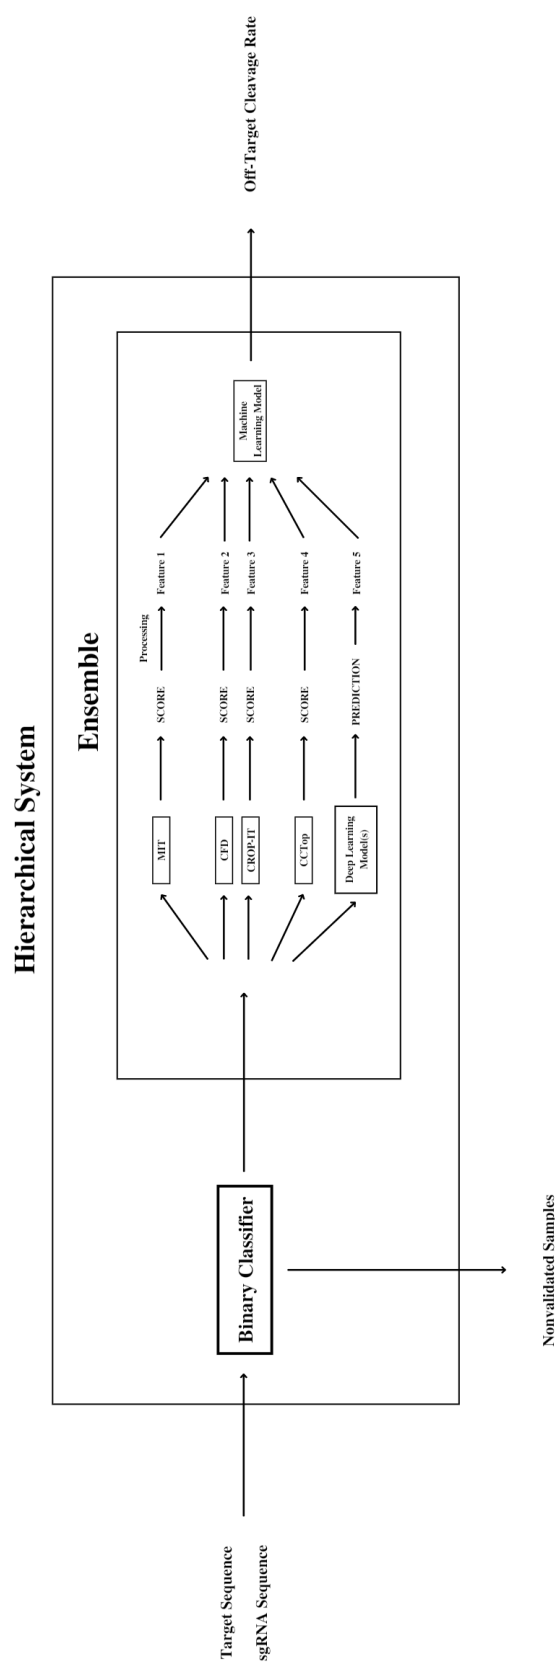 Hierarchical System
Ensemble
Target Sequence
sgRNA Sequence
Binary Classifier
Nonvalidated Samples
MIT
CFD
CROP-IT
CCTop
Deep Learning
Model(s)
SCORE
SCORE
SCORE
SCORE
PREDICTION
Processing
Feature 1
Feature 2
Feature 3
Feature 4
Feature 5
Machine
Learning Model
Off-Target Cleavage Rate